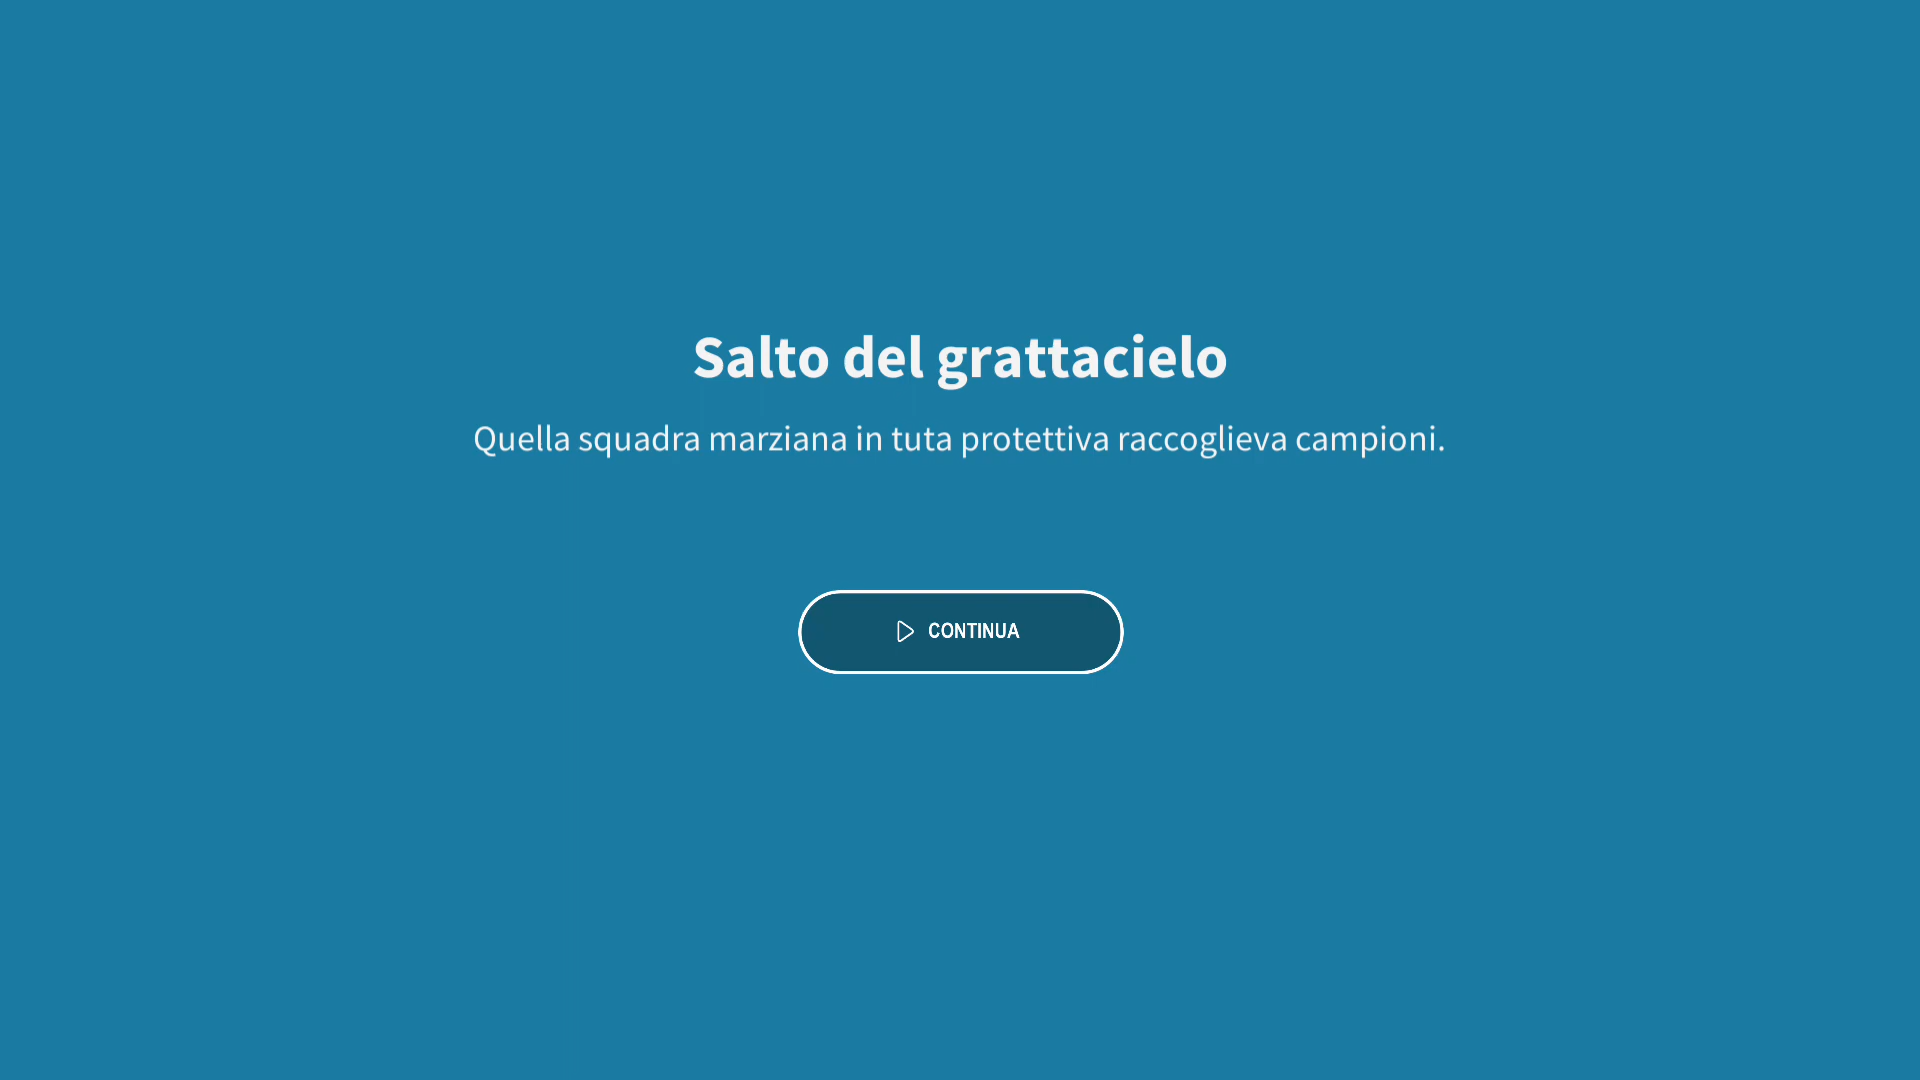 Salto del grattacielo
Quella squadra marziana in tuta protettiva raccoglieva campioni.
CONTINUA